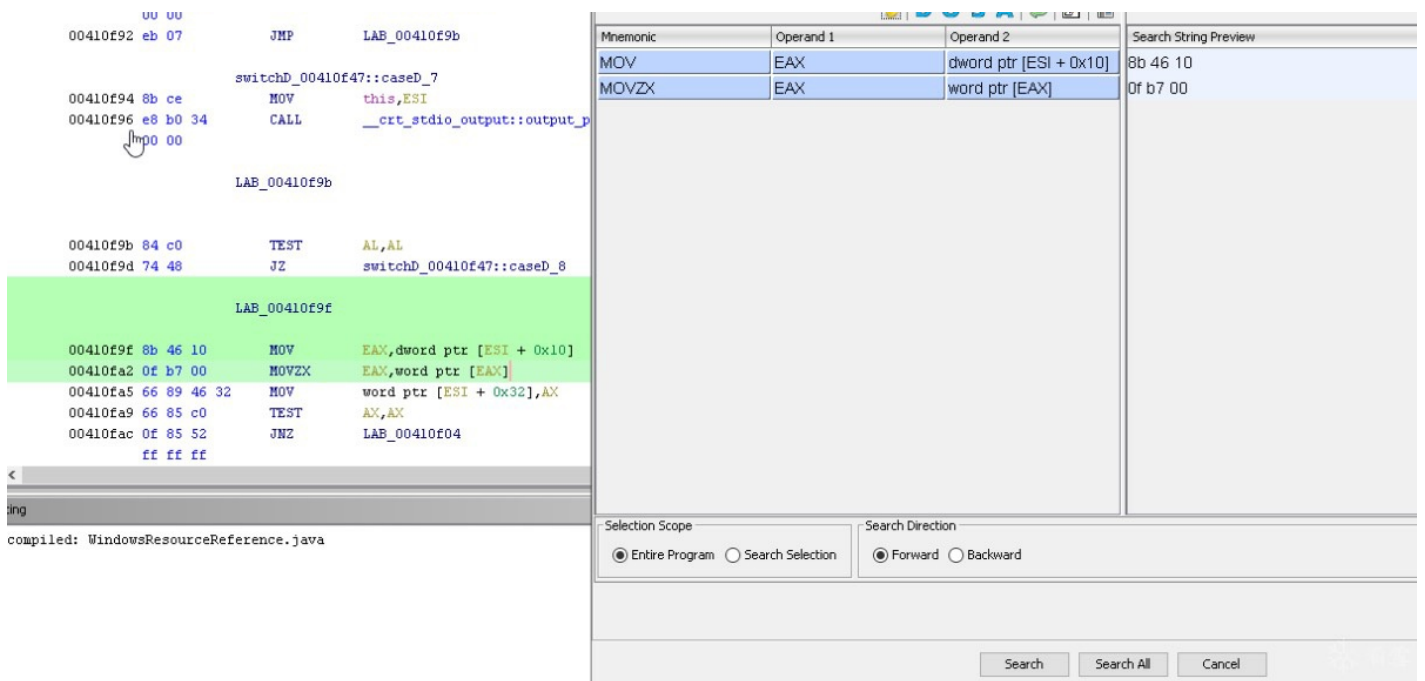 00 00
00410f92 eb 07 JMP LAB_00410f9b
switchD_00410f47::caseD_7
00410f94 8b ce MOV this,ESI
00410f96 e8 b0 34 CALL __crt_stdio_output::output_p
00 00
LAB_00410f9b
00410f9b 84 c0 TEST AL,AL
00410f9d 74 48 JZ switchD_00410f47::caseD_8
LAB_00410f9f
00410f9f 8b 46 10 MOV EAX,dword ptr [ESI + 0x10]
00410fa2 0f b7 00 MOVZX EAX,word ptr [EAX]
00410fa5 66 89 46 32 MOV word ptr [ESI + 0x32],AX
00410fa9 66 85 c0 TEST AX,AX
00410fac 0f 85 52 JNZ LAB_00410f04
ff ff ff
<
ting
compiled: WindowsResourceReference.java
Mnemonic Operand 1 Operand 2 Search String Preview
MOV EAX dword ptr [ESI + 0x10] 8b 46 10
MOVZX EAX word ptr [EAX] 0f b7 00
Selection Scope Search Direction
Entire Program Search Selection Forward Backward
Search Search All Cancel